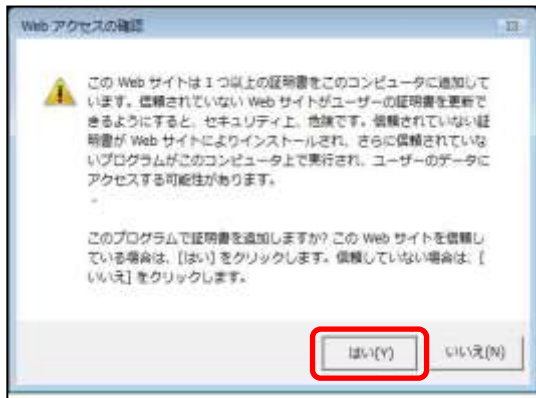 Web アクセスの確認
この Web サイトは 1 つ以上の証明書をこのコンピュータに追加して
います。信頼されていない Web サイトがユーザーの証明書を更新で
きるようにすると、セキュリティ上、危険です。信頼されていない証
明書が Web サイトによりインストールされ、さらに信頼されていな
いプログラムがこのコンピュータ上で実行され、ユーザーのデータに
アクセスする可能性があります。
このプログラムで証明書を追加しますか? この Web サイトを信頼し
ている場合は、[はい] をクリックします。信頼していない場合は、[
いいえ] をクリックします。
はい(Y)
いいえ(N)